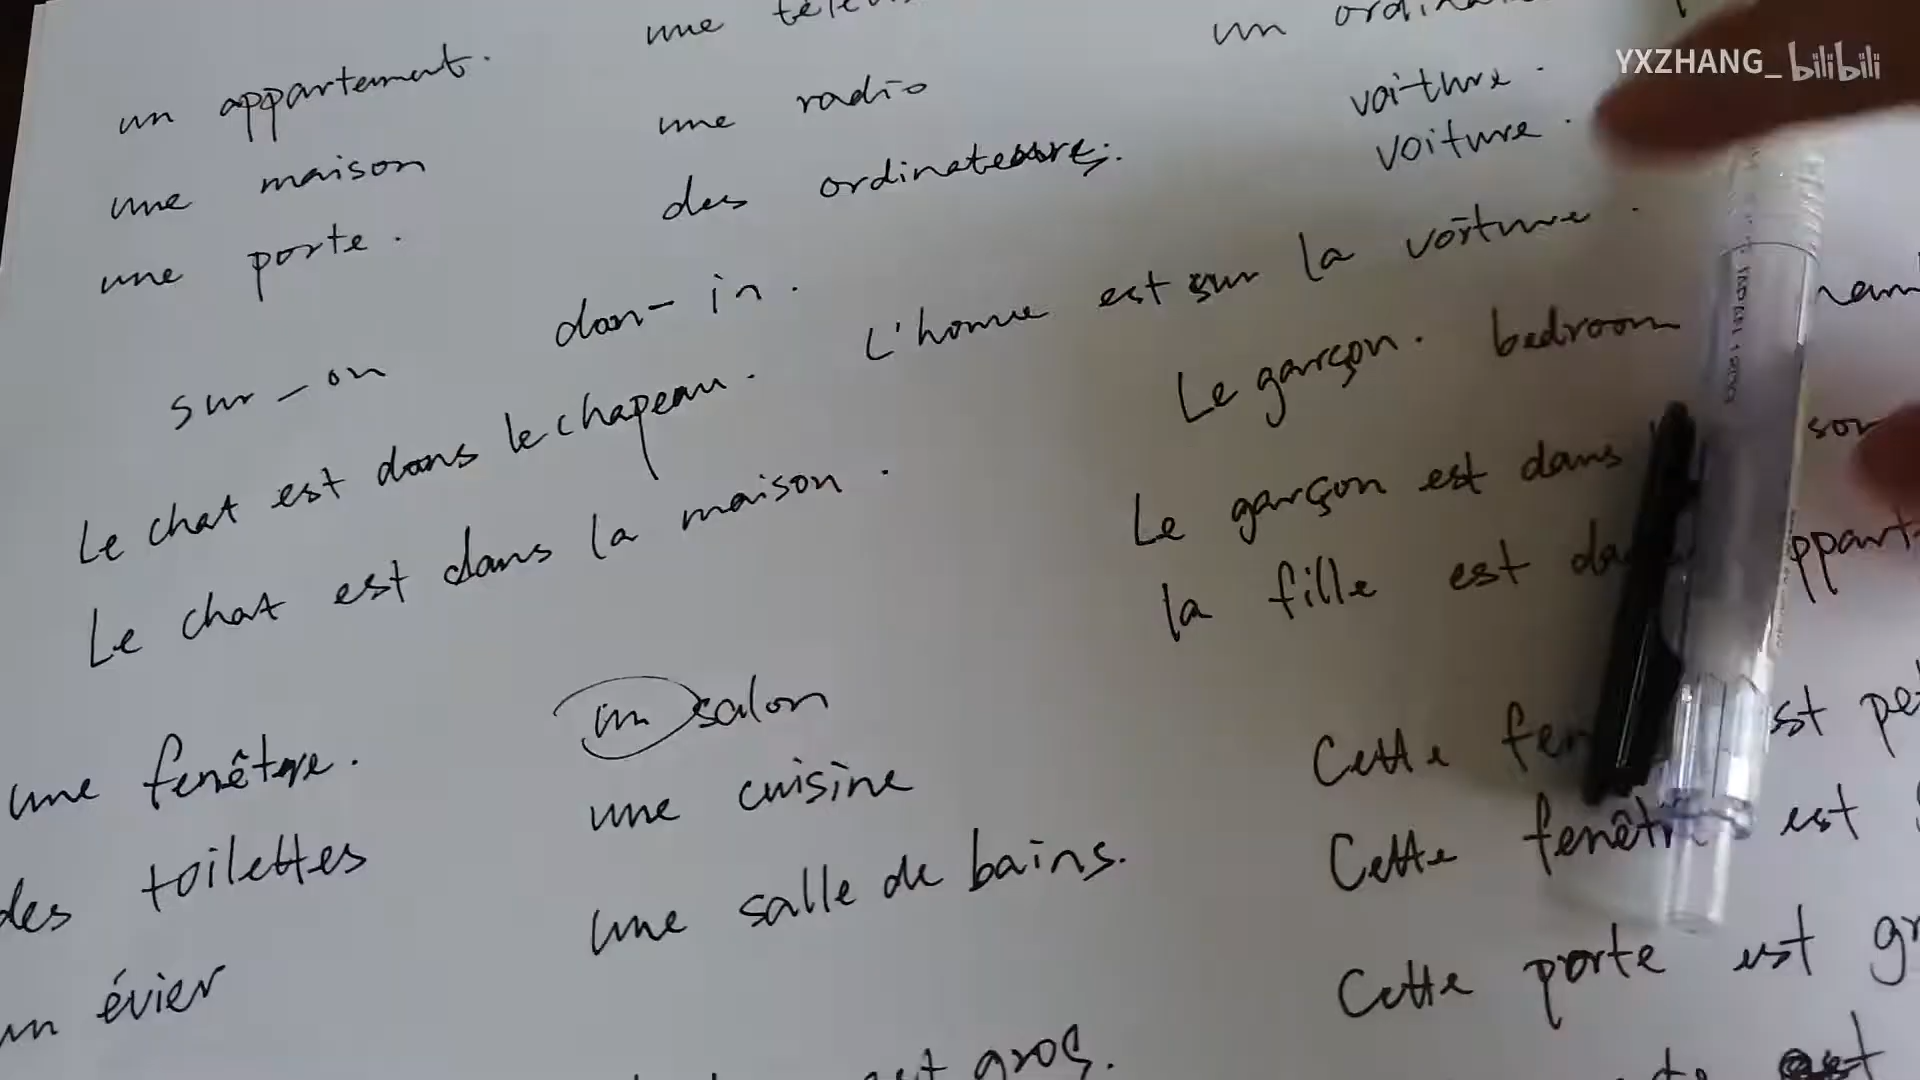 YXZHANG_ bilibili
un appartement.
une maison
une porte.
une
une radio
des ordinateurs.
un
voiture.
voiture.
sur - on
dan - in.
L'homme est sur la voiture.
Le chat est dans le chapeau.
Le chat est dans la maison.
Le garçon. bedroom
Le garçon est dans
la fille est
une fenêtre.
des toilettes
un évier
un salon
une cuisine
une salle de bains.
Cette est
Cette est
Cette porte est
gros.
est